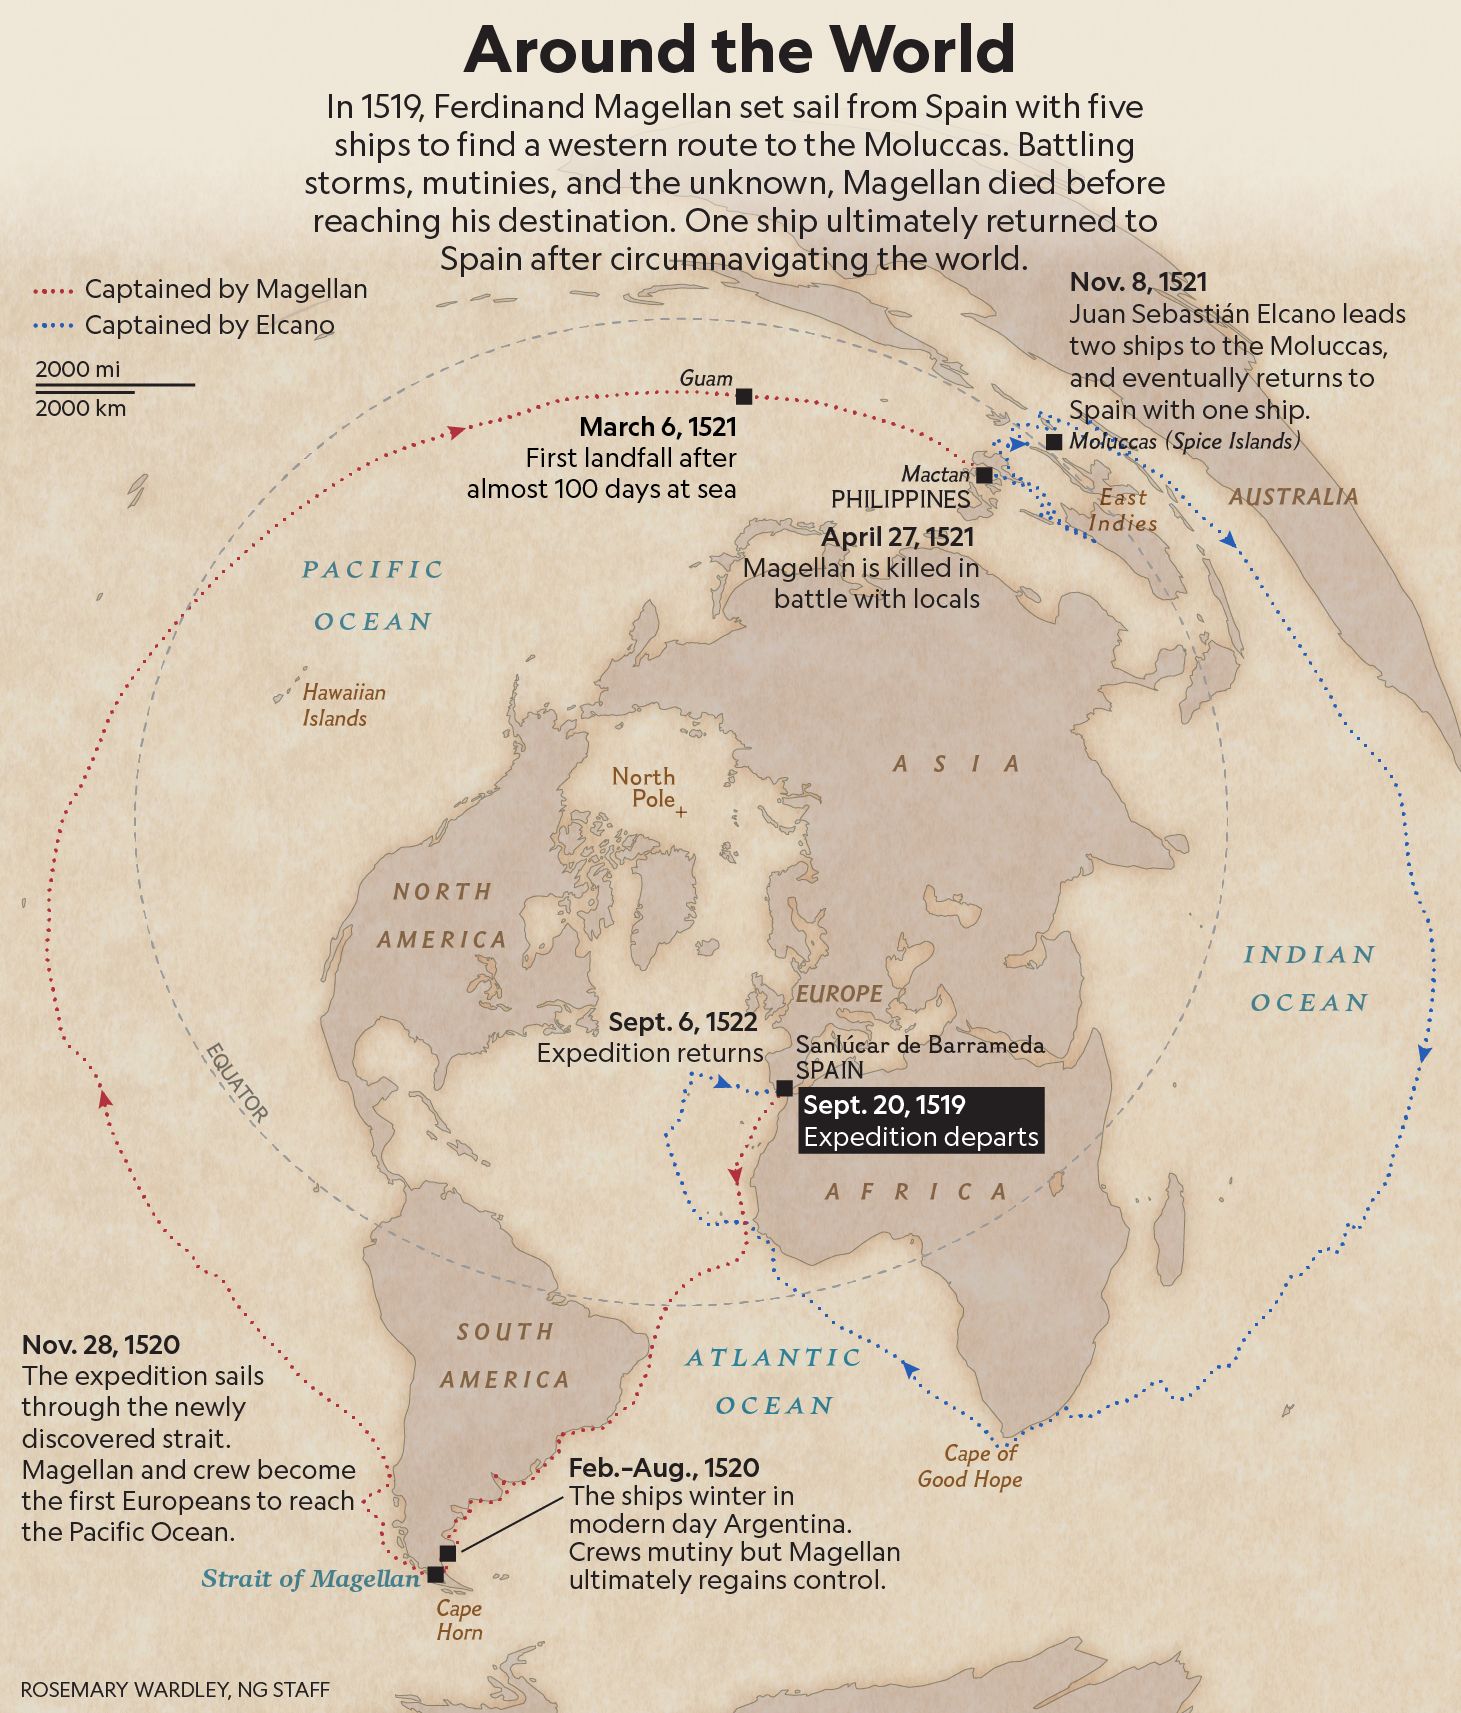 Around the World
In 1519, Ferdinand Magellan set sail from Spain with five
ships to find a western route to the Moluccas. Battling
storms, mutinies, and the unknown, Magellan died before
reaching his destination. One ship ultimately returned to
Spain after circumnavigating the world.
Captained by Magellan
Captained by Elcano
2000 mi
2000 km
Nov. 8, 1521
Juan Sebastián Elcano leads
two ships to the Moluccas,
and eventually returns to
Spain with one ship.
Moluccas (Spice Islands)
Guam
March 6, 1521
First landfall after
almost 100 days at sea
Mactan
PHILIPPINES
April 27, 1521
Magellan is killed in
battle with locals
East
Indies
AUSTRALIA
PACIFIC
OCEAN
Hawaiian
Islands
North
Pole
ASIA
NORTH
AMERICA
EUROPE
INDIAN
OCEAN
Sept. 6, 1522
Expedition returns
Sanlúcar de Barrameda
SPAIN
Sept. 20, 1519
Expedition departs
EQUATOR
AFRICA
SOUTH
AMERICA
ATLANTIC
OCEAN
Cape of
Good Hope
Nov. 28, 1520
The expedition sails
through the newly
discovered strait.
Magellan and crew become
the first Europeans to reach
the Pacific Ocean.
Feb.–Aug., 1520
The ships winter in
modern day Argentina.
Crews mutiny but Magellan
ultimately regains control.
Strait of Magellan
Cape
Horn
ROSEMARY WARDLEY, NG STAFF